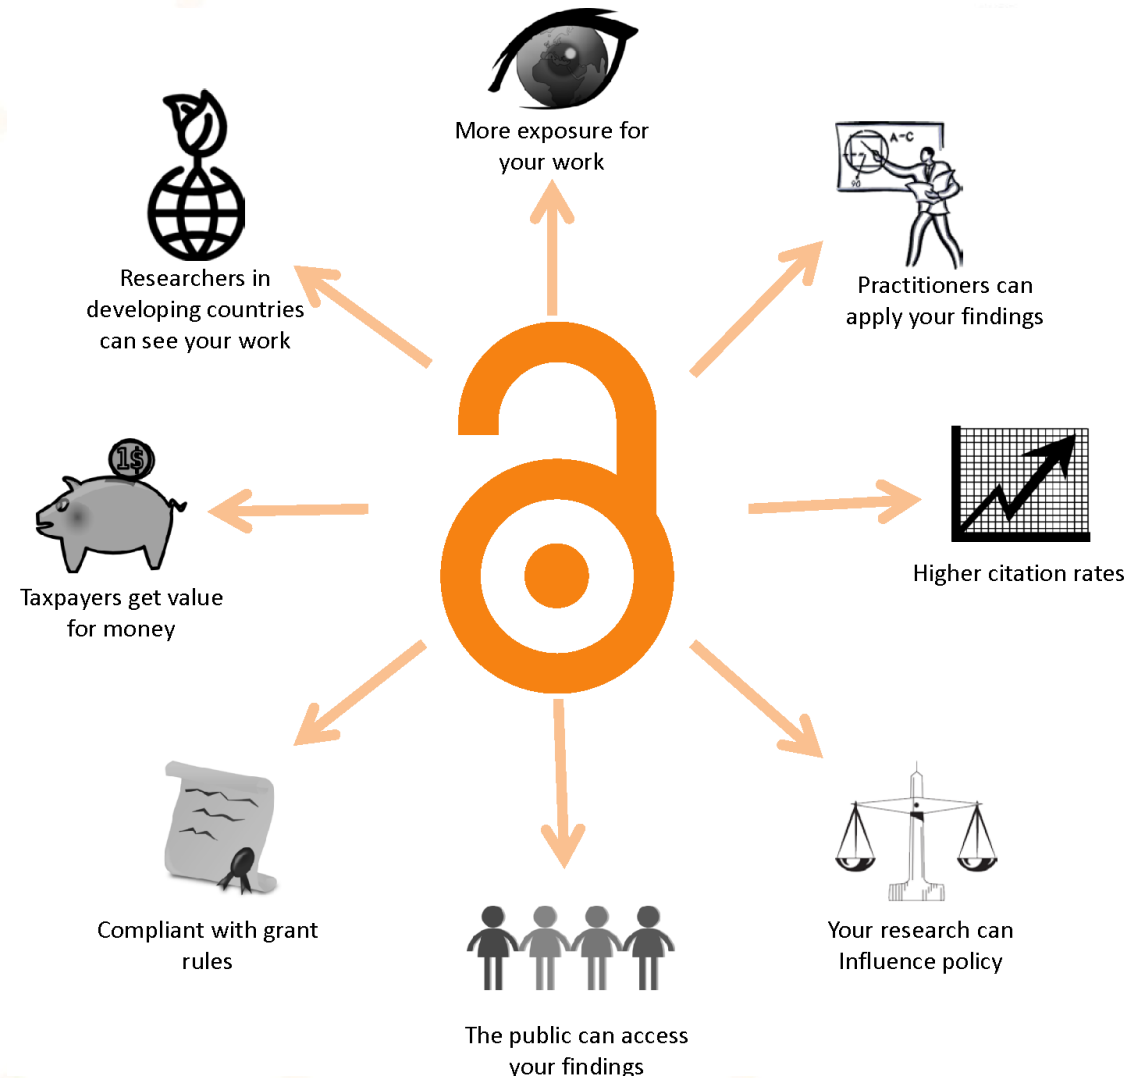 More exposure for
your work
A-C
90
Practitioners can
apply your findings
Researchers in
developing countries
can see your work
1$
Higher citation rates
Taxpayers get value
for money
Compliant with grant
rules
Your research can
Influence policy
The public can access
your findings